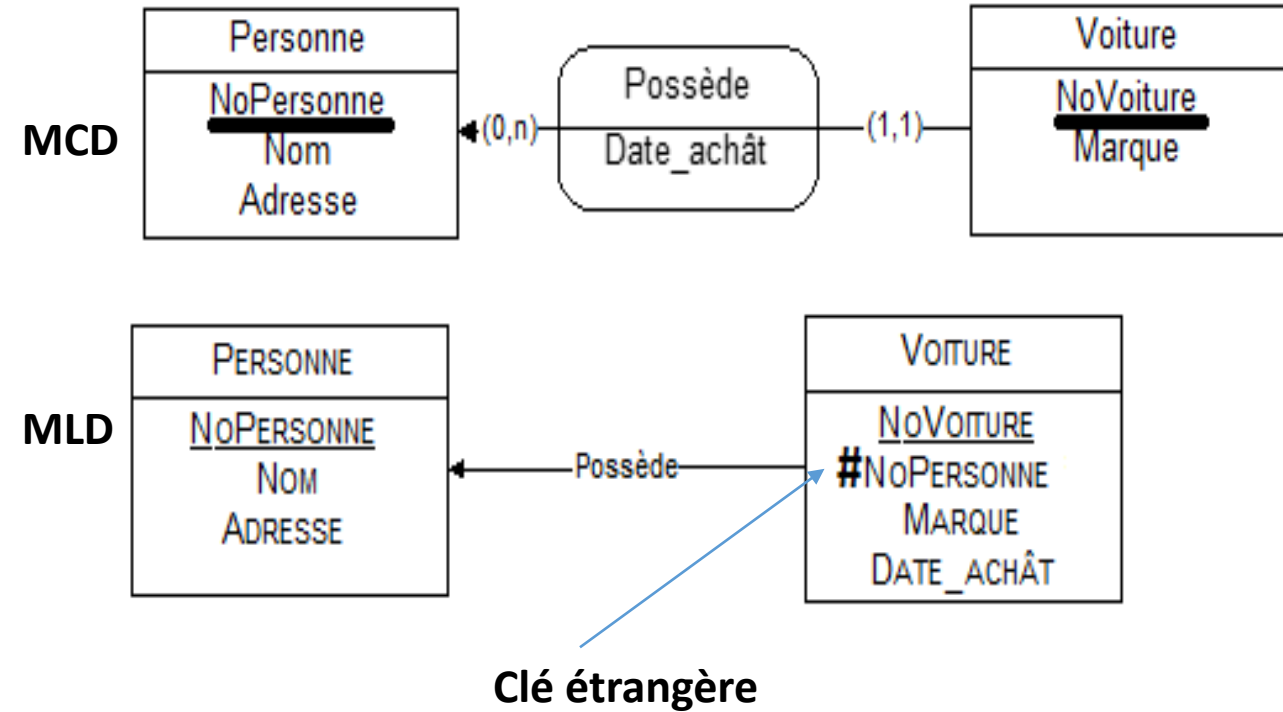 MCD
Personne
NoPersonne
Nom
Adresse
(0,n)
Possède
Date_achât
(1,1)
Voiture
NoVoiture
Marque
MLD
PERSONNE
NOPERSONNE
NOM
ADRESSE
Possède
VOITURE
NOVOITURE
#NOPERSONNE
MARQUE
DATE_ACHÂT
Clé étrangère